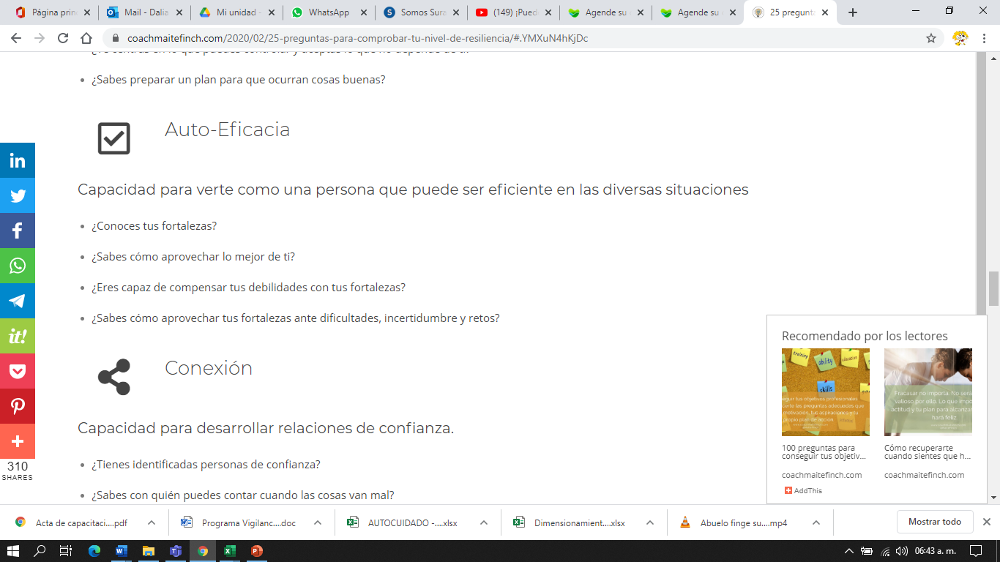 Página prin
Mail - Dalia
Mi unidad -
WhatsApp
Somos Sura
(149) ¡Pued
Agende su
Agende su
25 pregunta
coachmaitefinch.com/2020/02/25-preguntas-para-comprobar-tu-nivel-de-resiliencia/#.YMXuN4hKjDc
¿Sabes preparar un plan para que ocurran cosas buenas?
Auto-Eficacia
Capacidad para verte como una persona que puede ser eficiente en las diversas situaciones
¿Conoces tus fortalezas?
¿Sabes cómo aprovechar lo mejor de ti?
¿Eres capaz de compensar tus debilidades con tus fortalezas?
¿Sabes cómo aprovechar tus fortalezas ante dificultades, incertidumbre y retos?
Conexión
Capacidad para desarrollar relaciones de confianza.
¿Tienes identificadas personas de confianza?
¿Sabes con quién puedes contar cuando las cosas van mal?
in
it!
310
SHARES
Recomendado por los lectores
training
ability
education
skills
seguir tus objetivos profesionales
las preguntas adecuadas que
motivación, tus aspiraciones y tu
propio plan de acción
Fracasar no importa. No será
valioso por ello. Lo que impo
actitud y tu plan para alcanzar
hará feliz
100 preguntas para
conseguir tus objetiv...
coachmaitefinch.com
Cómo recuperarte
cuando sientes que h...
coachmaitefinch.com
AddThis
Acta de capacitaci....pdf
Programa Vigilanc....doc
AUTOCUIDADO -....xlsx
Dimensionamient....xlsx
Abuelo finge su....mp4
Mostrar todo
06:43 a. m.